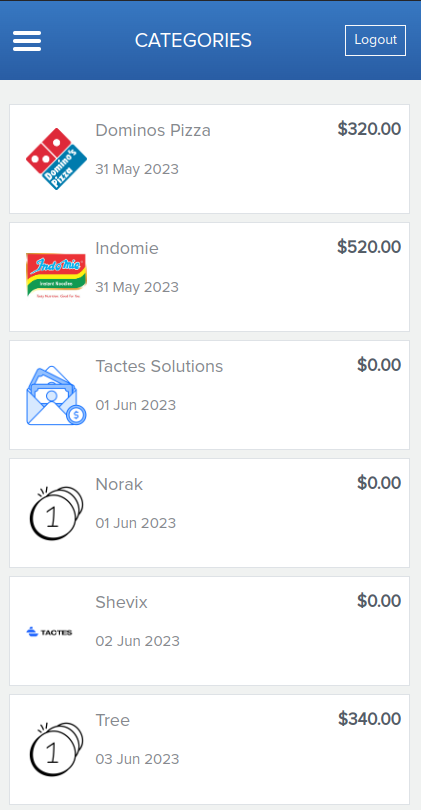 CATEGORIES
Logout
Dominos Pizza
$320.00
31 May 2023
Domino's
Pizza
Indomie
$520.00
31 May 2023
Indomie
Instant Noodles
Tactes Solutions
$0.00
01 Jun 2023
$
Norak
$0.00
01 Jun 2023
1
Shevix
$0.00
02 Jun 2023
TACTES
Tree
$340.00
03 Jun 2023
1